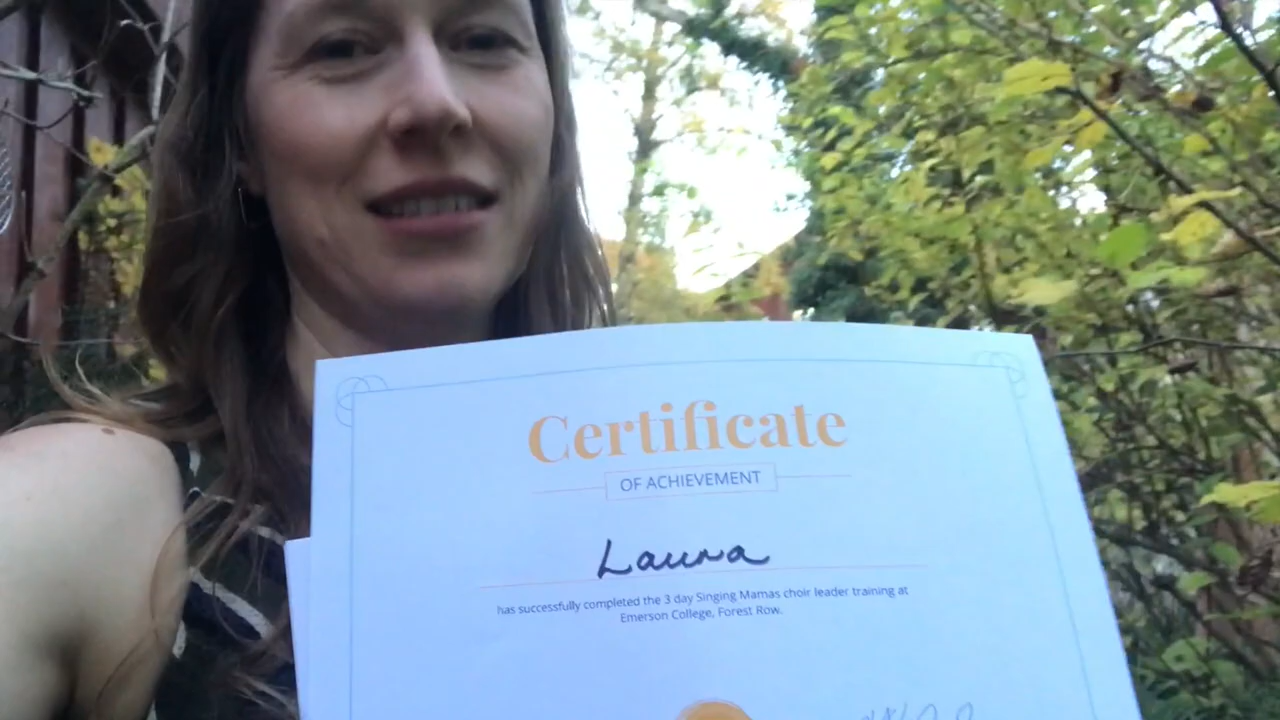 Certificate
OF ACHIEVEMENT
Laura
has successfully completed the 3 day Singing Mamas choir leader training at
Emerson College, Forest Row.